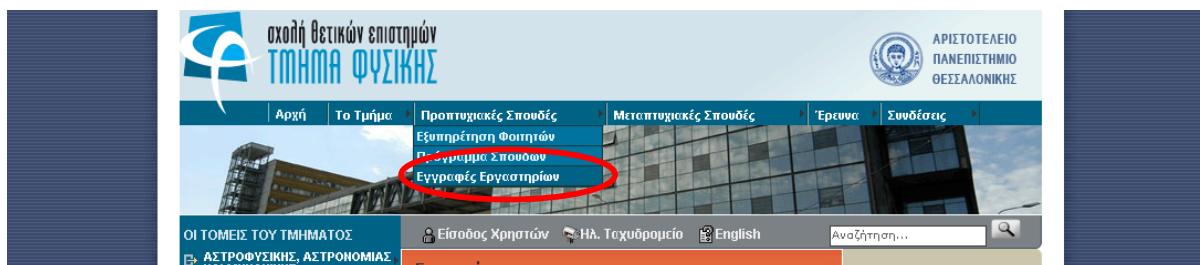 σχολή θετικών επιστημών
ΤΜΗΜΑ ΦΥΣΙΚΗΣ
ΑΡΙΣΤΟΤΕΛΕΙΟ
ΠΑΝΕΠΙΣΤΗΜΙΟ
ΘΕΣΣΑΛΟΝΙΚΗΣ
Αρχή Το Τμήμα Προπτυχιακές Σπουδές Μεταπτυχιακές Σπουδές Έρευνα Συνδέσεις
Εξυπηρέτηση Φοιτητών
Πρόγραμμα Σπουδών
Εγγραφές Εργαστηρίων
ΟΙ ΤΟΜΕΙΣ ΤΟΥ ΤΜΗΜΑΤΟΣ
Είσοδος Χρηστών Ηλ. Ταχυδρομείο English Αναζήτηση...
ΑΣΤΡΟΦΥΣΙΚΗΣ, ΑΣΤΡΟΝΟΜΙΑΣ